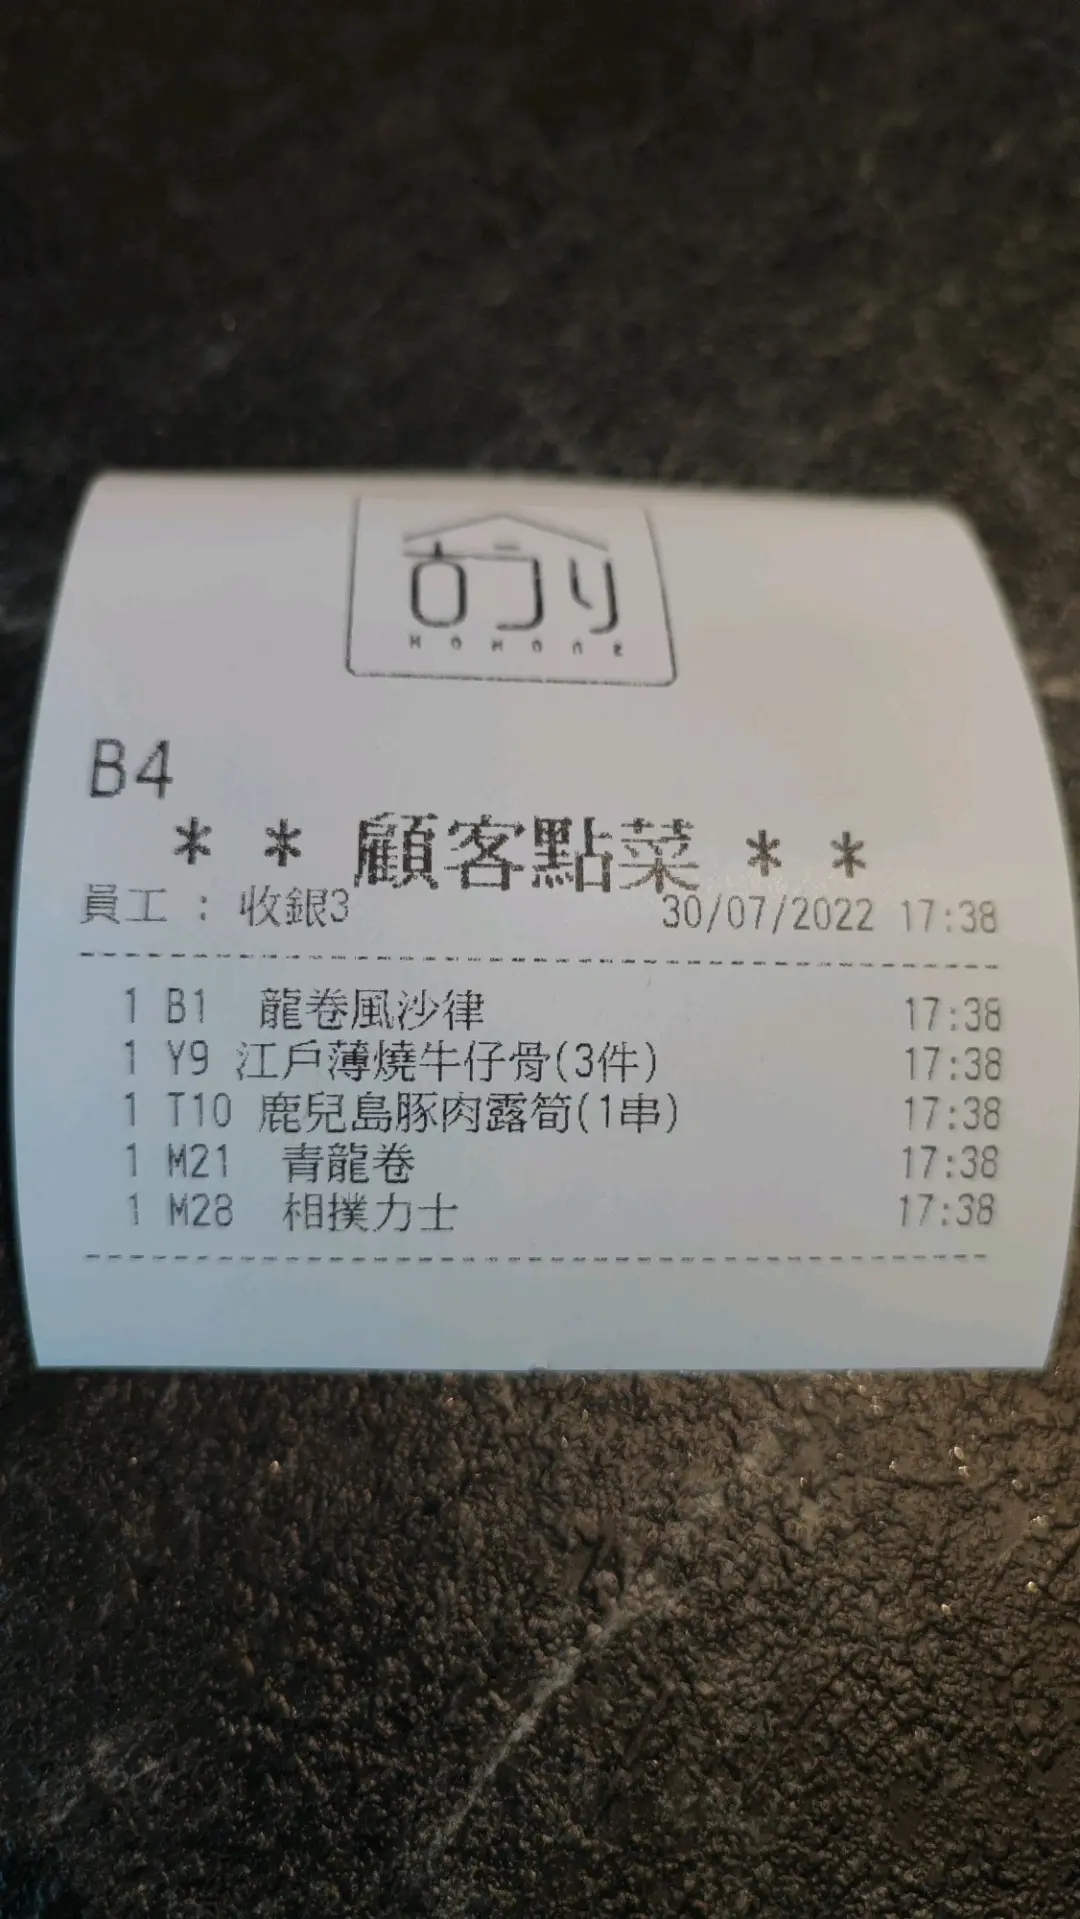 B4
* * 顧客點菜 * *
員工 : 收銀3 30/07/2022 17:38
1 B1 龍卷風沙律 17:38
1 Y9 江戶薄燒牛仔骨(3件) 17:38
1 T10 鹿兒島豚肉露筍(1串) 17:38
1 M21 青龍卷 17:38
1 M28 相撲力士 17:38